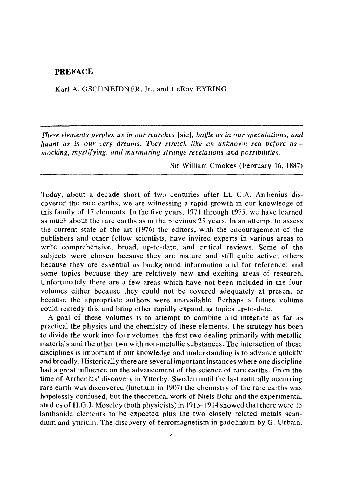 PREFACE
Karl A. GSCHNEIDNER, Jr., and LeRoy EYRING
These elements perplex us in our rearches [sic], baffle us in our speculations, and
haunt us in our very dreams. They stretch like an unknown sea before us –
mocking, mystifying, and murmuring strange revelations and possibilities.
Sir William Crookes (February 16, 1887)
Today, about a decade short of two centuries after Lt. C.A. Arrhenius dis-
covered the rare earths, we are witnessing a rapid growth in our knowledge of
this family of 17 elements. In the five years, 1971 through 1975, we have learned
as much about the rare earths as in the previous 25 years. In an attempt to assess
the current state of the art (1976) the editors, with the encouragement of the
publishers and other fellow scientists, have invited experts in various areas to
write comprehensive, broad, up-to-date, and critical reviews. Some of the
subjects were chosen because they are mature and still quite active; others
because they are essential as background information and for reference; and
some topics because they are relatively new and exciting areas of research.
Unfortunately there are a few areas which have not been included in the four
volumes either because they could not be covered adequately at present or
because the appropriate authors were unavailable. Perhaps a future volume
could remedy this and bring other rapidly expanding topics up-to-date.
A goal of these volumes is to attempt to combine and integrate as far as
practical the physics and the chemistry of these elements. The strategy has been
to divide the work into four volumes, the first two dealing primarily with metallic
materials and the other two with non-metallic substances. The interaction of these
disciplines is important if our knowledge and understanding is to advance quickly
and broadly. Historically there are several important instances where one discipline
had a great influence on the advancement of the science of rare earths. From the
time of Arrhenius' discovery in Ytterby, Sweden until the last naturally occurring
rare earth was discovered (lutetium in 1907) the chemistry of the rare earths was
hopelessly confused, but the theoretical work of Niels Bohr and the experimental
studies of H.G.J. Moseley (both physicists) in 1913–1914 showed that there were 15
lanthanide elements to be expected plus the two closely related metals scan-
dium and yttrium. The discovery of ferromagnetism in gadolinium by G. Urbain,
v